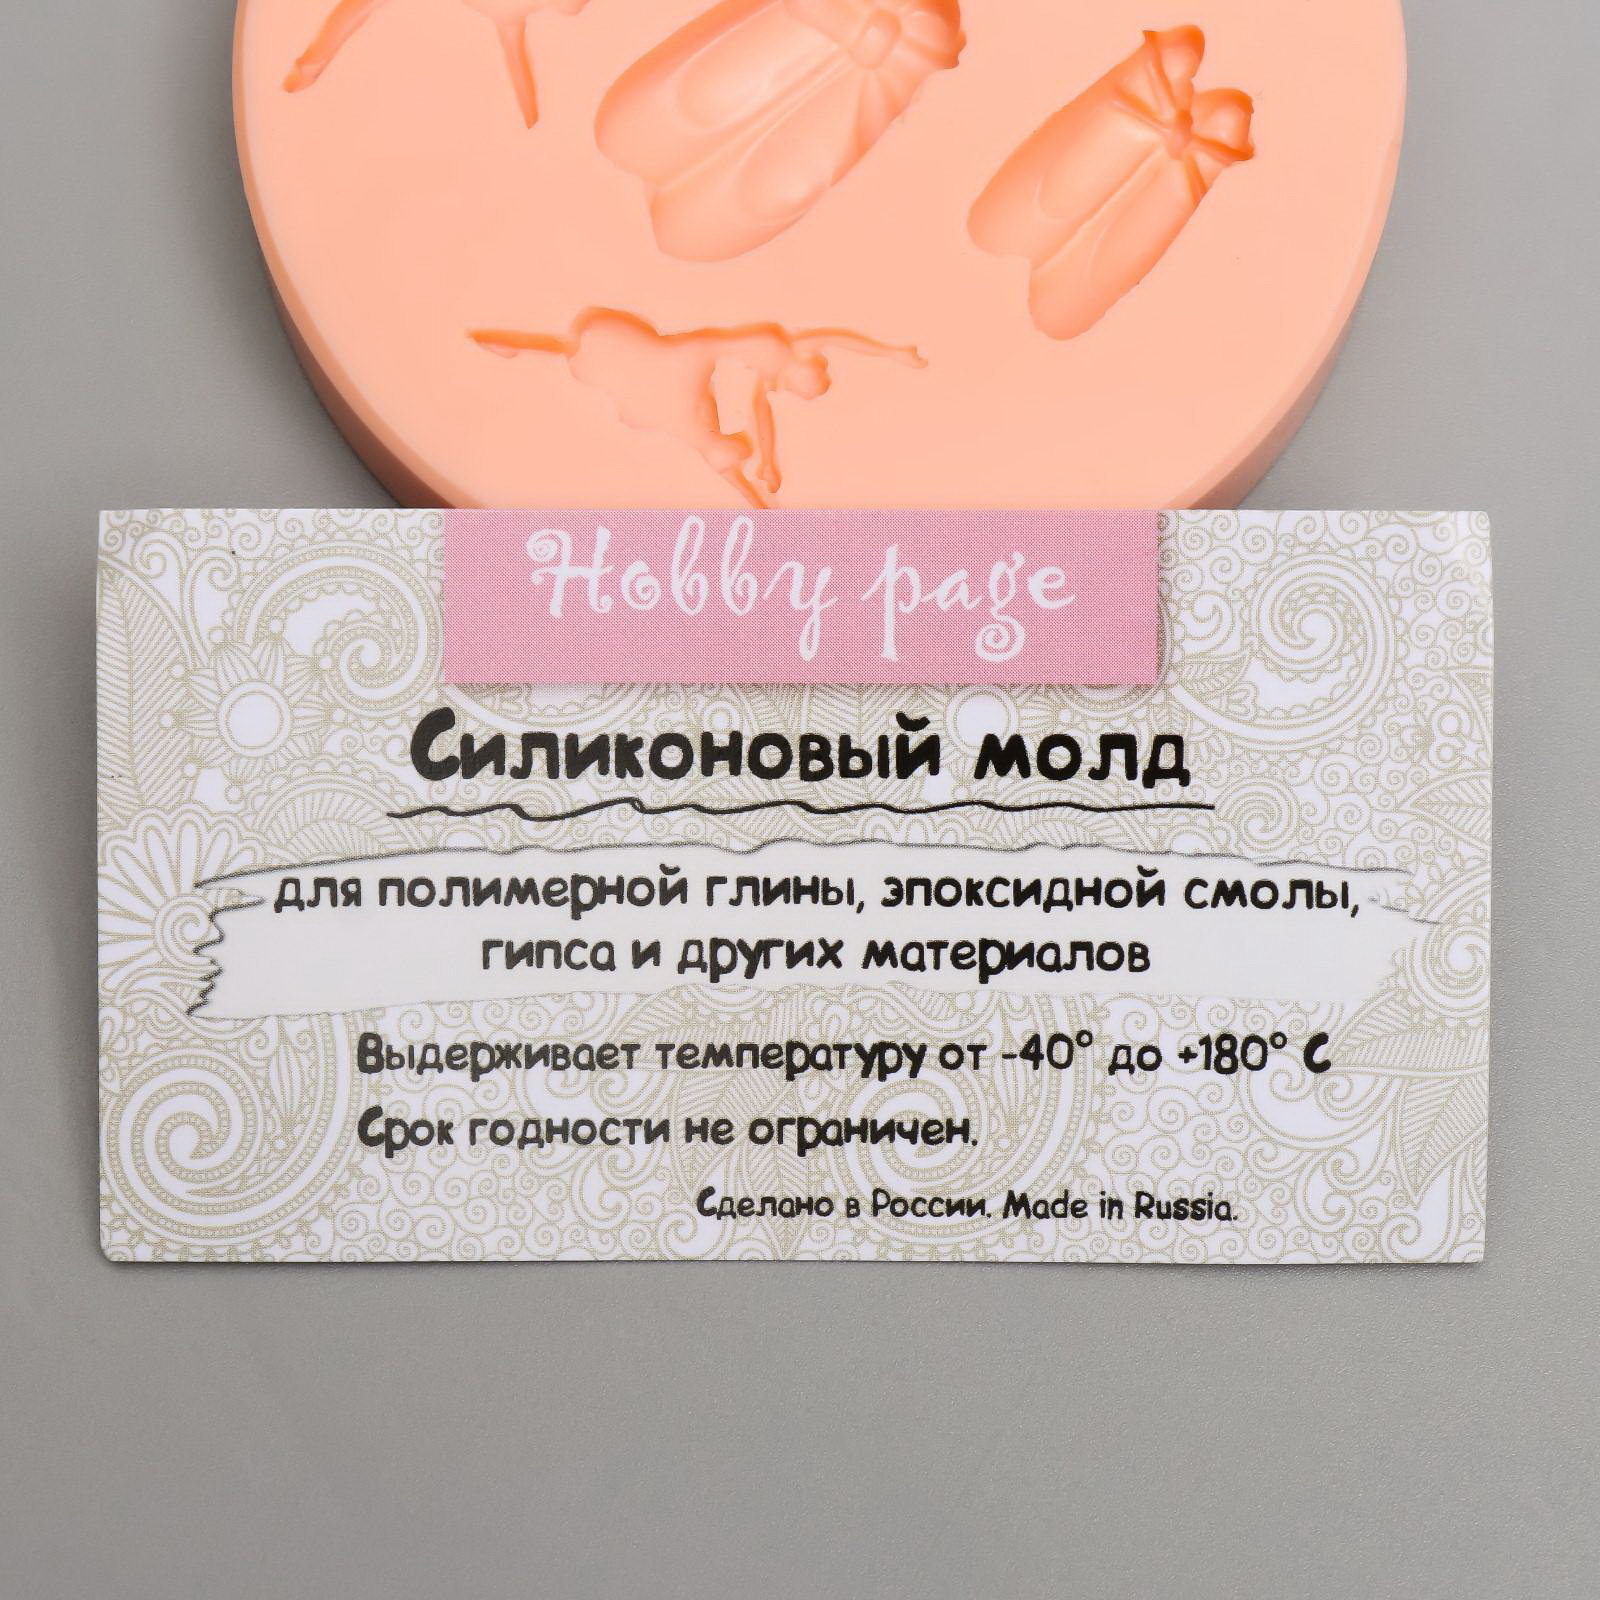 Hobby page
Силиконовый молд
для полимерной глины, эпоксидной смолы,
гипса и других материалов
Выдерживает температуру от -40° до +180° С
Срок годности не ограничен.
Сделано в России. Made in Russia.